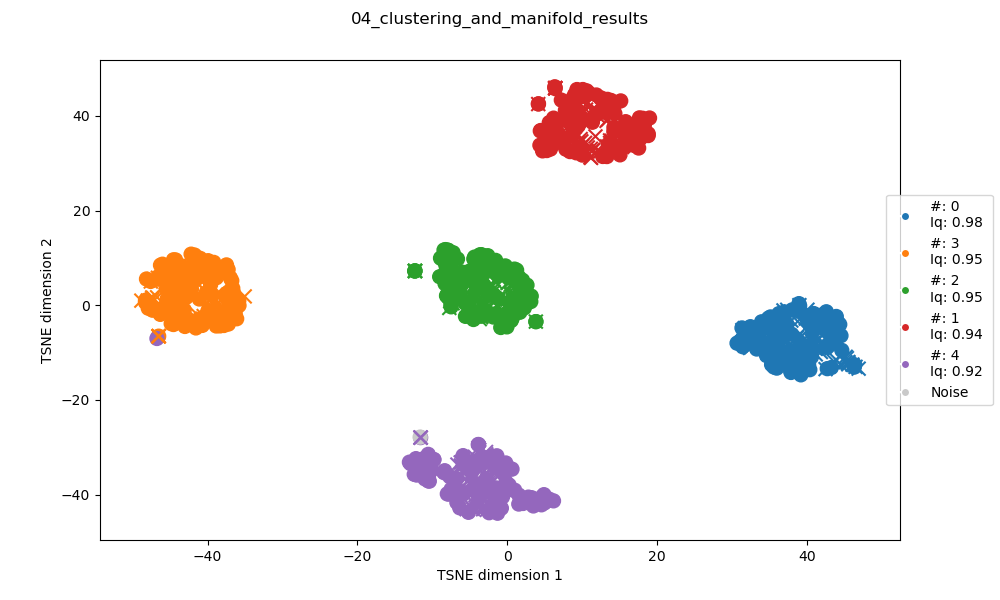 04_clustering_and_manifold_results
TSNE dimension 2
40
20
0
−20
−40
−40
−20
0
20
40
TSNE dimension 1
#: 0
Iq: 0.98
#: 3
Iq: 0.95
#: 2
Iq: 0.95
#: 1
Iq: 0.94
#: 4
Iq: 0.92
Noise